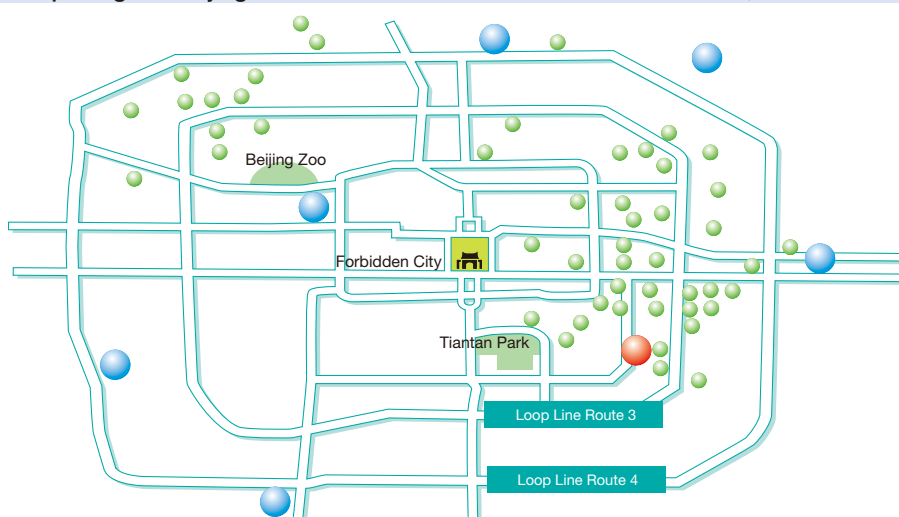 Beijing Zoo
Forbidden City
Tiantan Park
Loop Line Route 3
Loop Line Route 4